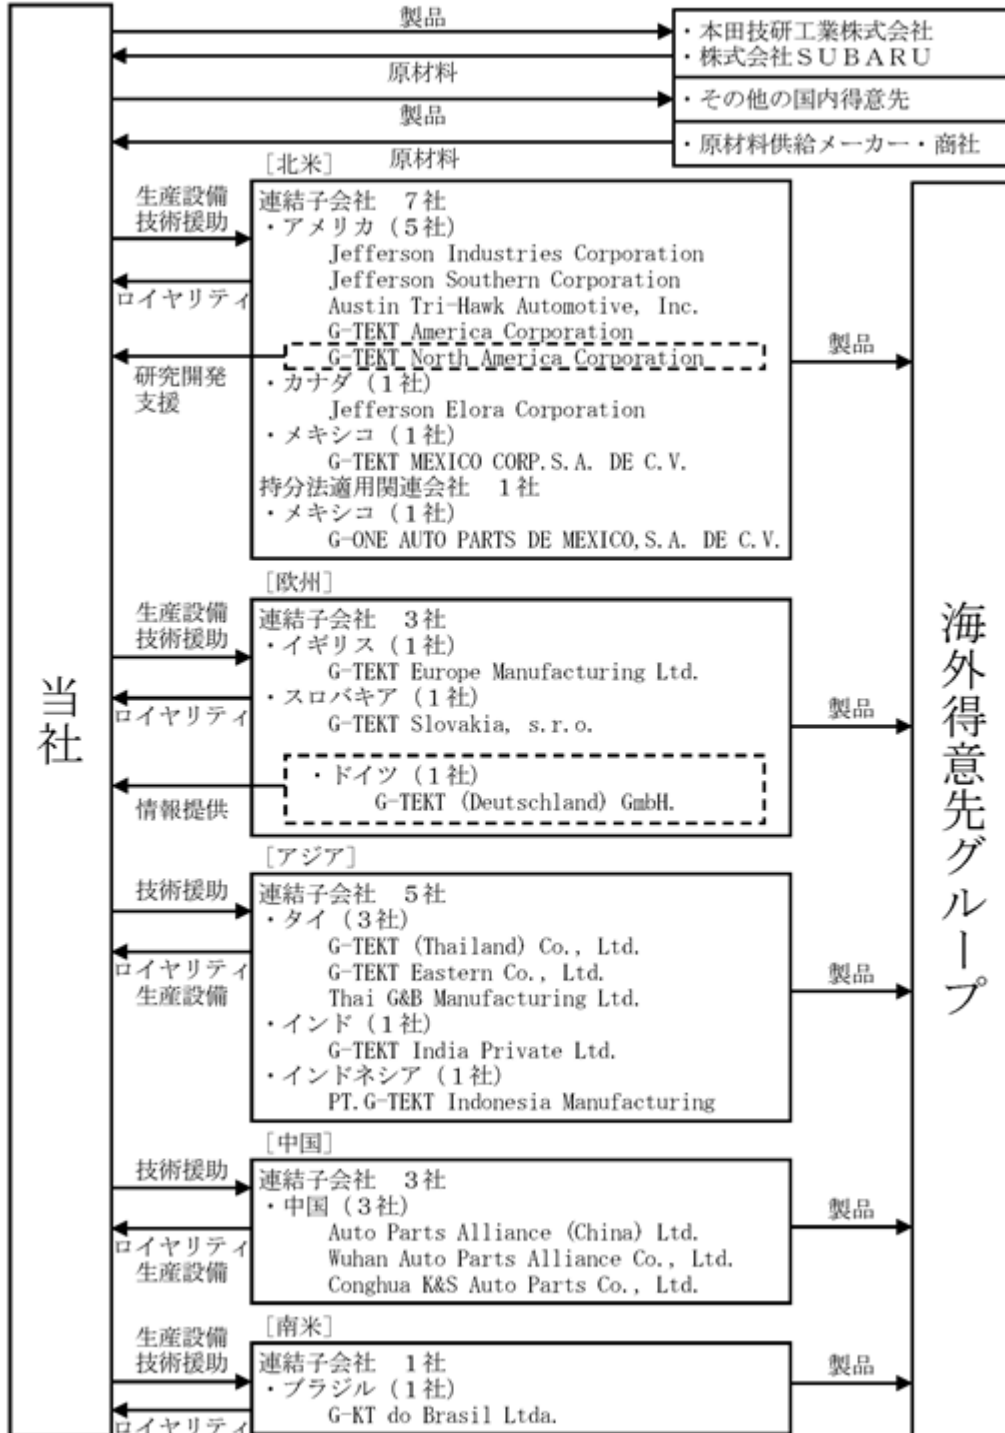 製品
・本田技研工業株式会社
・株式会社ＳＵＢＡＲＵ
原材料
・その他の国内得意先
製品
・原材料供給メーカー・商社
原材料
当社
海外得意先グループ
［北米］
生産設備
技術援助
ロイヤリティ
研究開発
支援
連結子会社　７社
・アメリカ（５社）
Jefferson Industries Corporation
Jefferson Southern Corporation
Austin Tri-Hawk Automotive, Inc.
G-TEKT America Corporation
G-TEKT North America Corporation
・カナダ（１社）
Jefferson Elora Corporation
・メキシコ（１社）
G-TEKT MEXICO CORP.S.A. DE C.V.
持分法適用関連会社　１社
・メキシコ（１社）
G-ONE AUTO PARTS DE MEXICO,S.A. DE C.V.
製品
［欧州］
生産設備
技術援助
ロイヤリティ
情報提供
連結子会社　３社
・イギリス（１社）
G-TEKT Europe Manufacturing Ltd.
・スロバキア（１社）
G-TEKT Slovakia, s.r.o.
・ドイツ（１社）
G-TEKT (Deutschland) GmbH.
製品
［アジア］
技術援助
ロイヤリティ
生産設備
連結子会社　５社
・タイ（３社）
G-TEKT (Thailand) Co., Ltd.
G-TEKT Eastern Co., Ltd.
Thai G&B Manufacturing Ltd.
・インド（１社）
G-TEKT India Private Ltd.
・インドネシア（１社）
PT.G-TEKT Indonesia Manufacturing
製品
［中国］
技術援助
ロイヤリティ
生産設備
連結子会社　３社
・中国（３社）
Auto Parts Alliance (China) Ltd.
Wuhan Auto Parts Alliance Co., Ltd.
Conghua K&S Auto Parts Co., Ltd.
製品
［南米］
生産設備
技術援助
ロイヤリティ
連結子会社　１社
・ブラジル（１社）
G-KT do Brasil Ltda.
製品